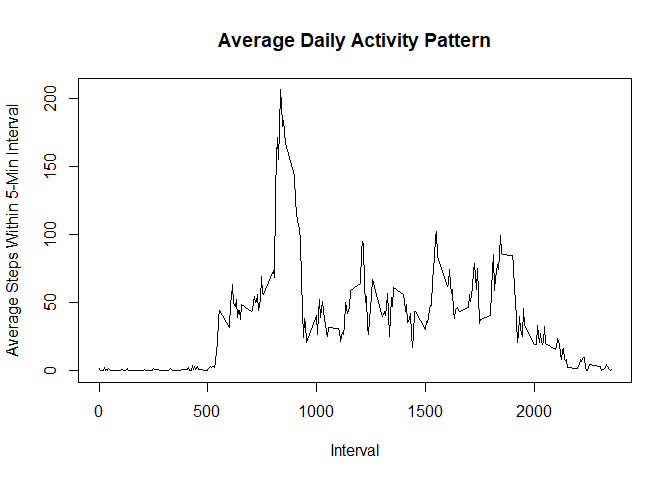 Average Daily Activity Pattern
Average Steps Within 5-Min Interval
200
150
100
50
0
0 500 1000 1500 2000
Interval